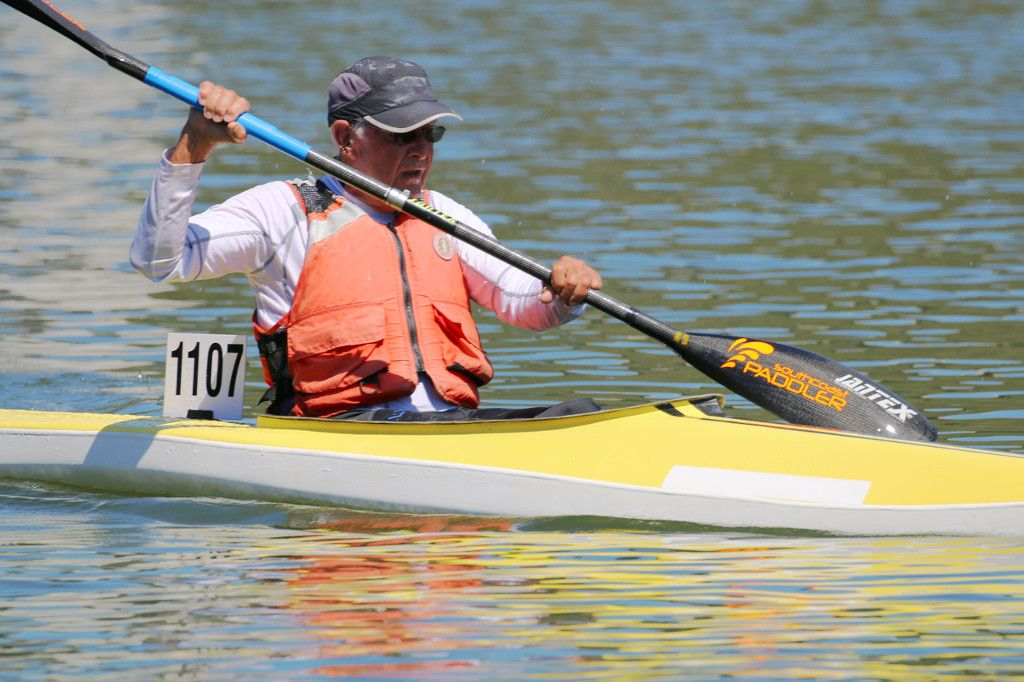 1107
southcoast
PADDLER
JANTEX